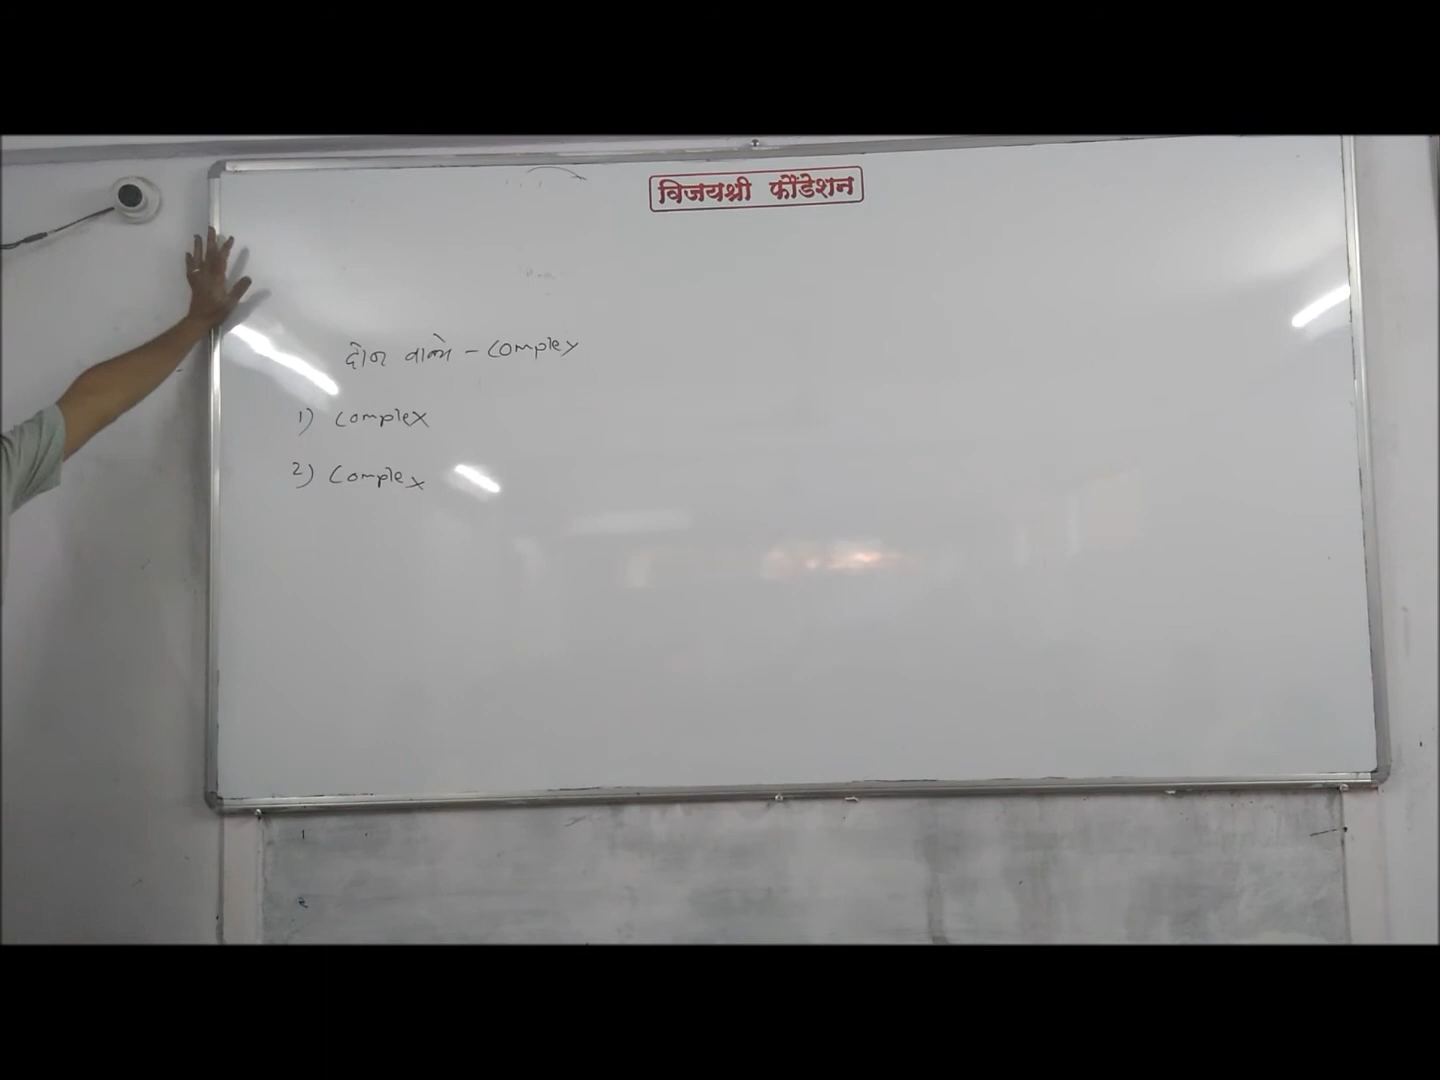 विजयश्री फौंडेशन
दोन वाक्ये - complex
1) complex
2) complex